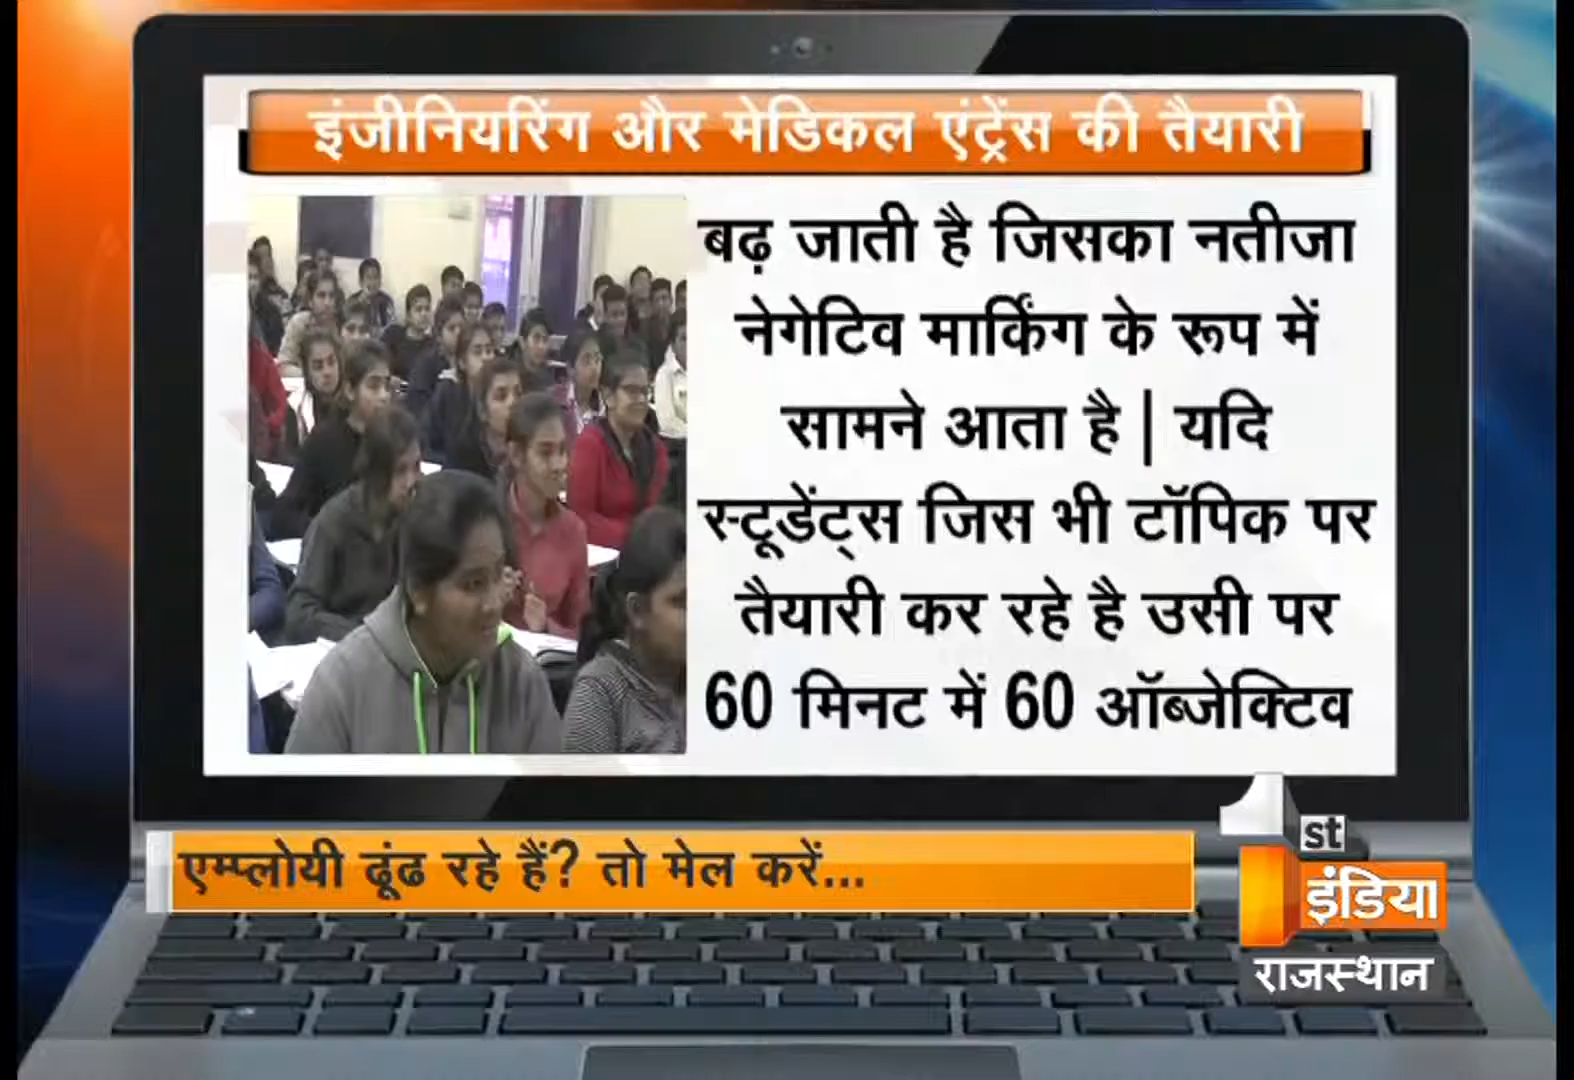 इंजीनियरिंग और मेडिकल एंट्रेंस की तैयारी
बढ़ जाती है जिसका नतीजा
नेगेटिव मार्किंग के रूप में
सामने आता है | यदि
स्टूडेंट्स जिस भी टॉपिक पर
तैयारी कर रहे है उसी पर
60 मिनट में 60 ऑब्जेक्टिव
एम्प्लोयी ढूंढ रहे हैं? तो मेल करें...
1st
इंडिया
राजस्थान